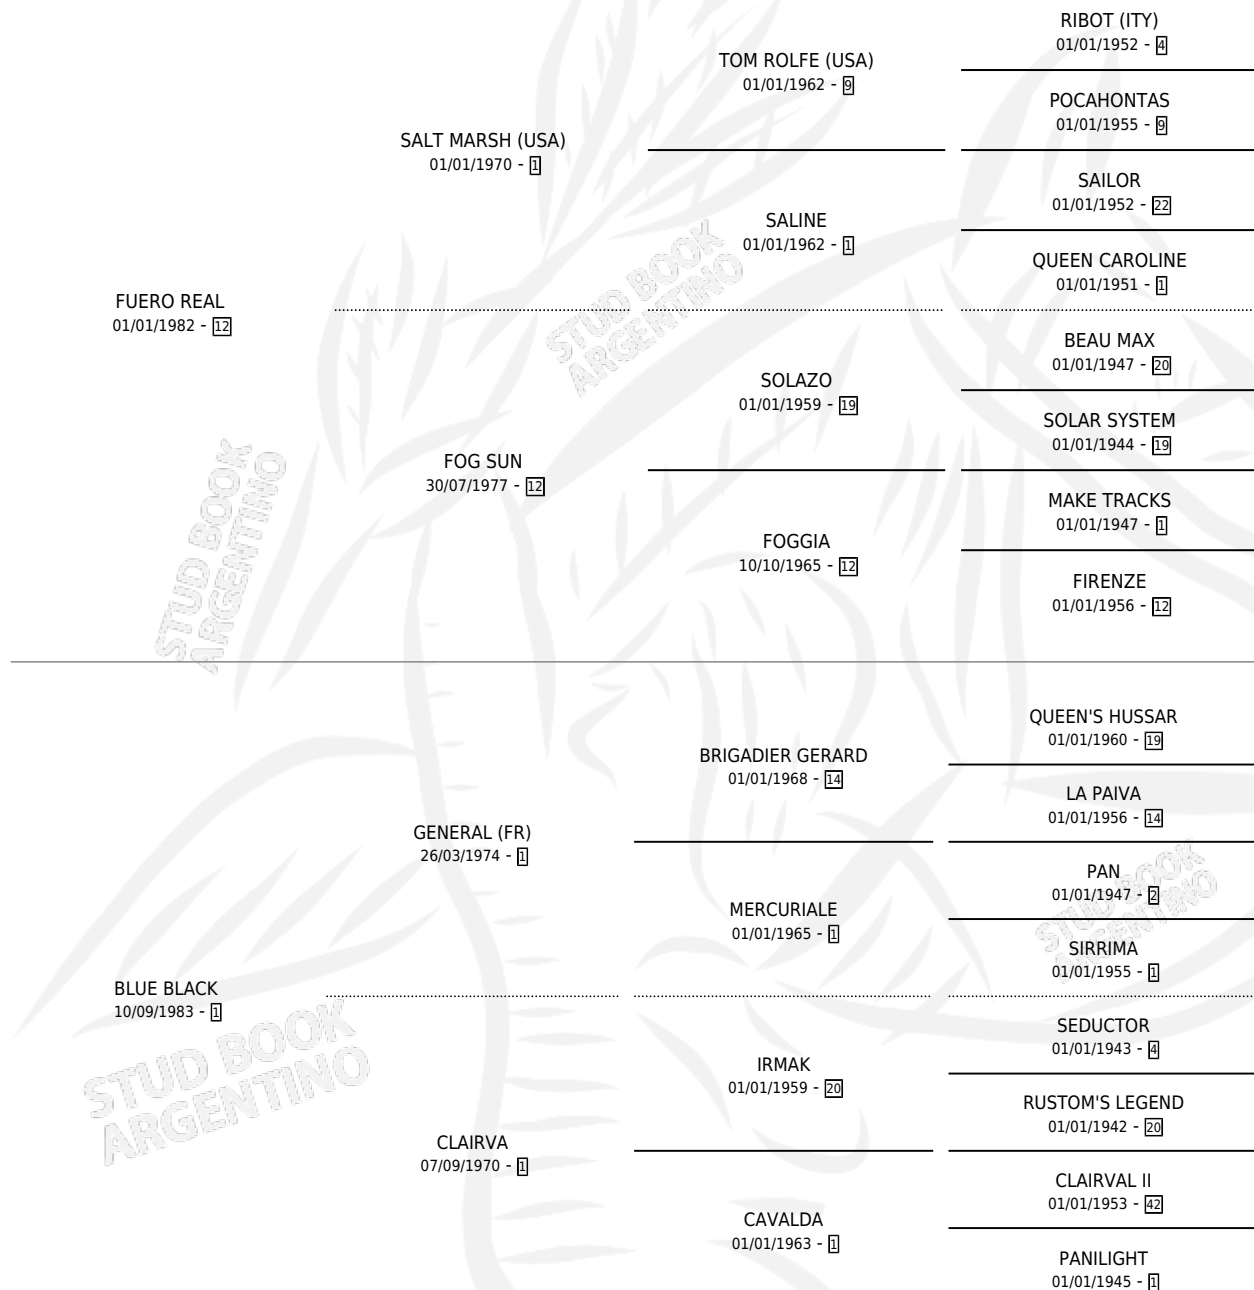 RIBOT (ITY)
01/01/1952 - 4
TOM ROLFE (USA)
01/01/1962 - 9
POCAHONTAS
01/01/1955 - 9
SALT MARSH (USA)
01/01/1970 - 1
SAILOR
01/01/1952 - 22
SALINE
01/01/1962 - 1
QUEEN CAROLINE
01/01/1951 - 1
FUERO REAL
01/01/1982 - 12
BEAU MAX
01/01/1947 - 20
SOLAZO
01/01/1959 - 19
SOLAR SYSTEM
01/01/1944 - 19
FOG SUN
30/07/1977 - 12
MAKE TRACKS
01/01/1947 - 1
FOGGIA
10/10/1965 - 12
FIRENZE
01/01/1956 - 12
QUEEN'S HUSSAR
01/01/1960 - 19
BRIGADIER GERARD
01/01/1968 - 14
LA PAIVA
01/01/1956 - 14
GENERAL (FR)
26/03/1974 - 1
PAN
01/01/1947 - 2
MERCURIALE
01/01/1965 - 1
SIRRIMA
01/01/1955 - 1
BLUE BLACK
10/09/1983 - 1
SEDUCTOR
01/01/1943 - 4
IRMAK
01/01/1959 - 20
RUSTOM'S LEGEND
01/01/1942 - 20
CLAIRVA
07/09/1970 - 1
CLAIRVAL II
01/01/1953 - 42
CAVALDA
01/01/1963 - 1
PANILIGHT
01/01/1945 - 1
STUD BOOK
ARGENTINO
STUD BOOK
ARGENTINO
STUD BOOK
ARGENTINO
STUD BOOK
ARGENTINO